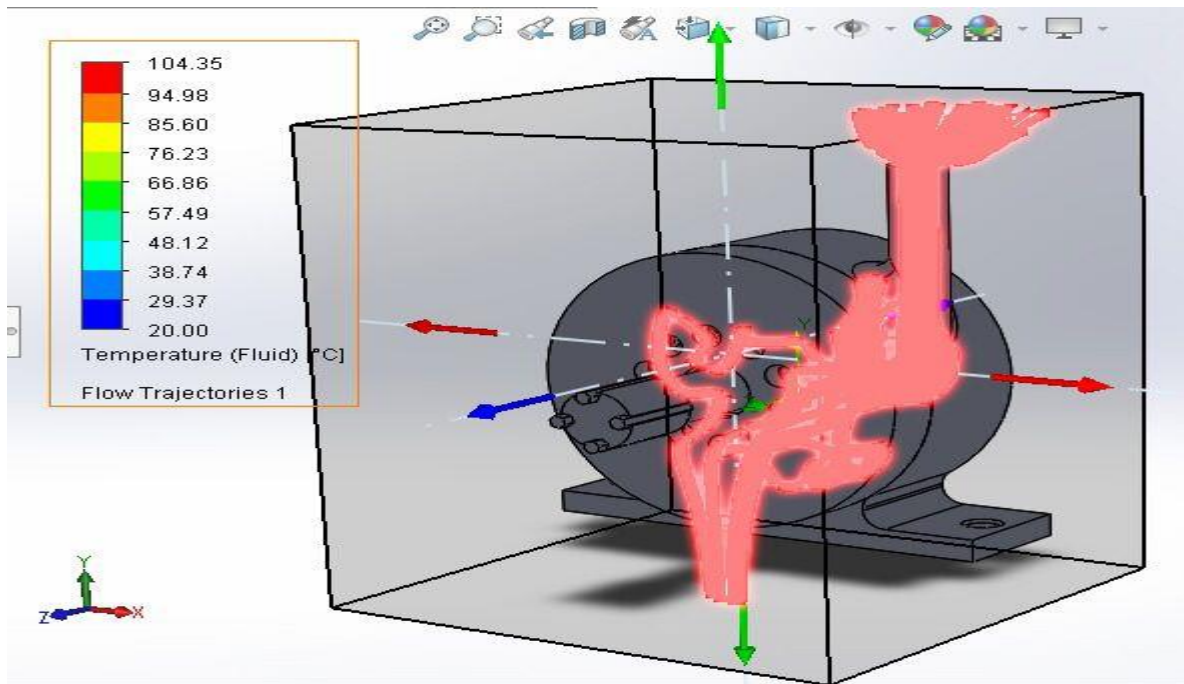 104.35
94.98
85.60
76.23
66.86
57.49
48.12
38.74
29.37
20.00
Temperature (Fluid) [°C]
Flow Trajectories 1
Y
Y
Z
X